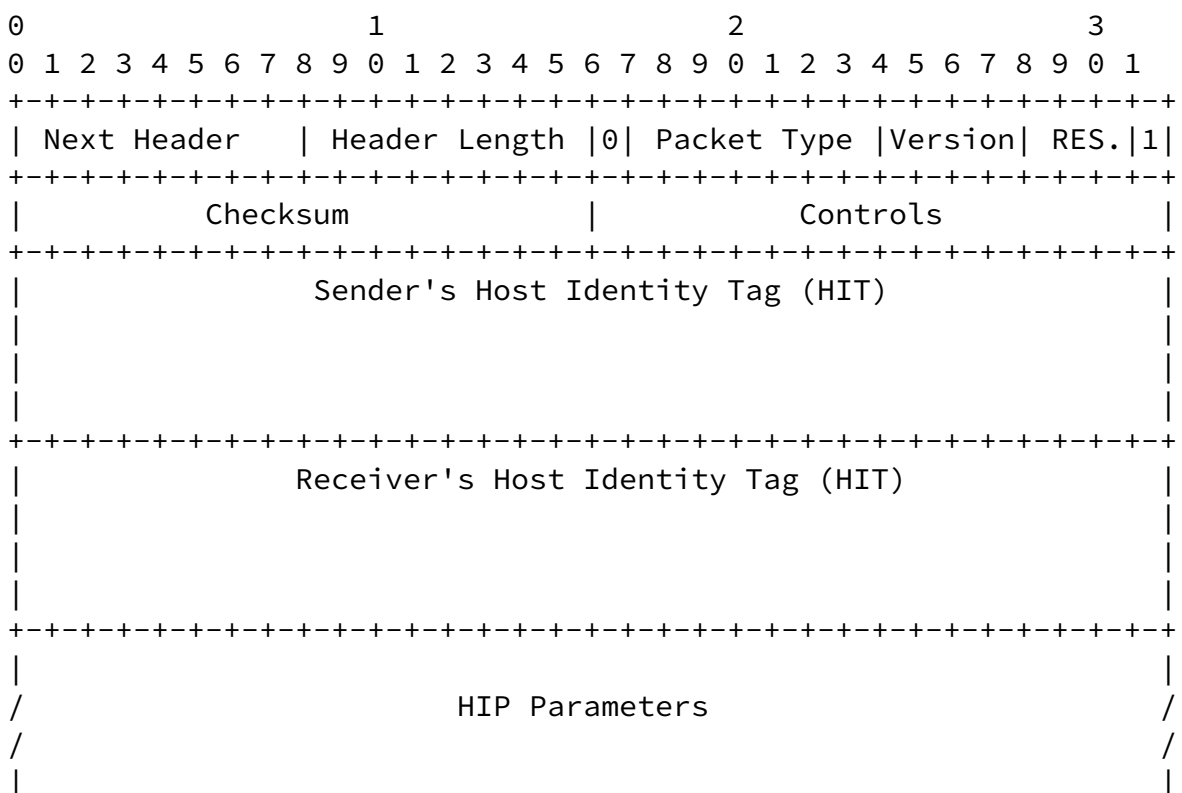 0                   1                   2                   3
0 1 2 3 4 5 6 7 8 9 0 1 2 3 4 5 6 7 8 9 0 1 2 3 4 5 6 7 8 9 0 1
+-+-+-+-+-+-+-+-+-+-+-+-+-+-+-+-+-+-+-+-+-+-+-+-+-+-+-+-+-+-+-+-+
| Next Header   | Header Length |0| Packet Type |Version| RES.|1|
+-+-+-+-+-+-+-+-+-+-+-+-+-+-+-+-+-+-+-+-+-+-+-+-+-+-+-+-+-+-+-+-+
|          Checksum             |           Controls            |
+-+-+-+-+-+-+-+-+-+-+-+-+-+-+-+-+-+-+-+-+-+-+-+-+-+-+-+-+-+-+-+-+
|                Sender's Host Identity Tag (HIT)               |
|                                                               |
|                                                               |
|                                                               |
+-+-+-+-+-+-+-+-+-+-+-+-+-+-+-+-+-+-+-+-+-+-+-+-+-+-+-+-+-+-+-+-+
|               Receiver's Host Identity Tag (HIT)              |
|                                                               |
|                                                               |
|                                                               |
+-+-+-+-+-+-+-+-+-+-+-+-+-+-+-+-+-+-+-+-+-+-+-+-+-+-+-+-+-+-+-+-+
|                                                               |
/                        HIP Parameters                         /
/                                                               /
|                                                               |